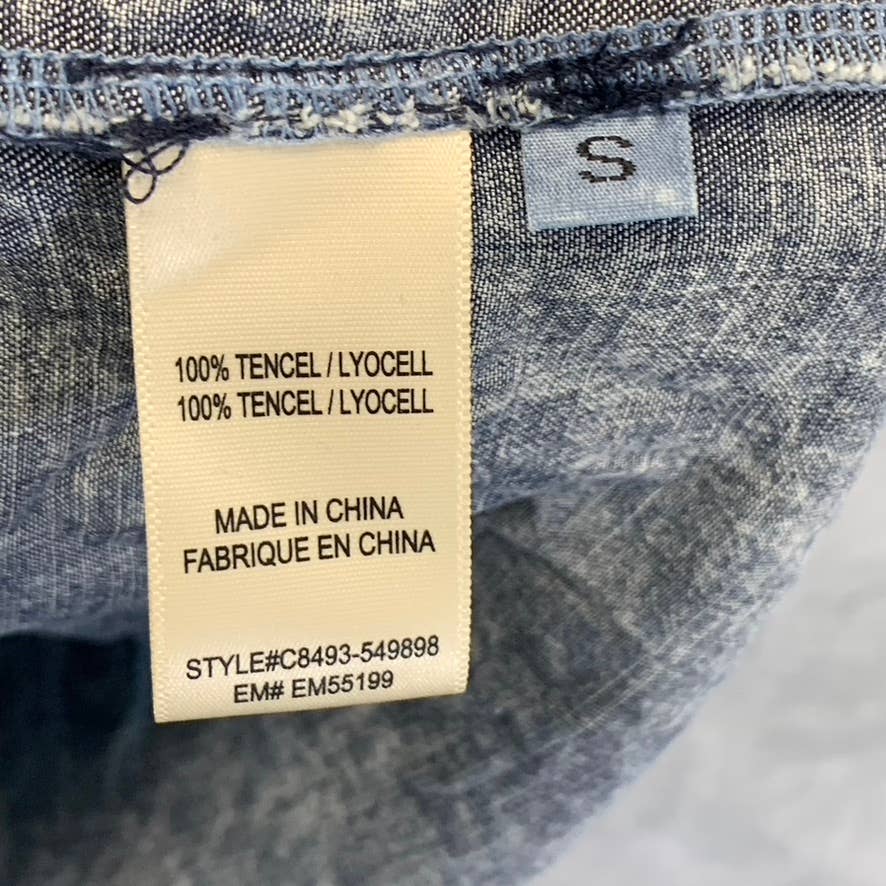 S
100% TENCEL / LYOCELL
100% TENCEL / LYOCELL
MADE IN CHINA
FABRIQUE EN CHINA
STYLE#C8493-549898
EM# EM55199